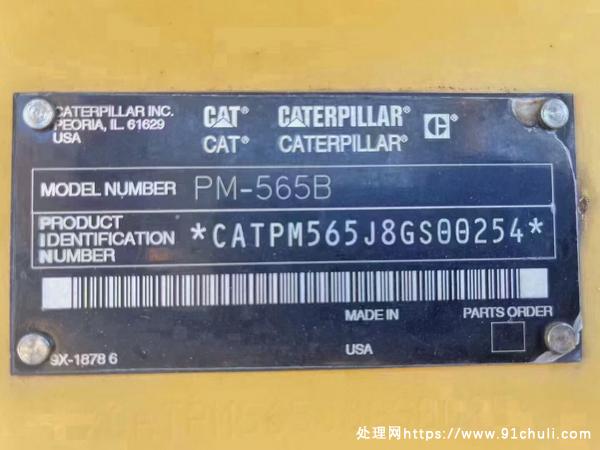 CATERPILLAR INC.
PEORIA, IL. 61629
USA
CAT® CATERPILLAR®
CAT® CATERPILLAR®
MODEL NUMBER PM-565B
PRODUCT
IDENTIFICATION
NUMBER
*CATPM565J8GS00254*
MADE IN
USA
PARTS ORDER
9X-1878 6
处理网https://www.91chuli.com/